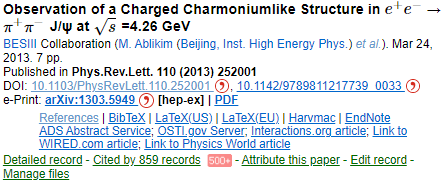 Observation of a Charged Charmoniumlike Structure in e⁺e⁻ →
π⁺π⁻ J/ψ at √s =4.26 GeV
BESIII Collaboration (M. Ablikim (Beijing, Inst. High Energy Phys.) et al.). Mar 24,
2013. 7 pp.
Published in Phys.Rev.Lett. 110 (2013) 252001
DOI: 10.1103/PhysRevLett.110.252001, 10.1142/9789811217739_0033
e-Print: arXiv:1303.5949 [hep-ex] | PDF
References | BibTeX | LaTeX(US) | LaTeX(EU) | Harvmac | EndNote
ADS Abstract Service; OSTI.gov Server; Interactions.org article; Link to
WIRED.com article; Link to Physics World article
Detailed record - Cited by 859 records 500+ - Attribute this paper - Edit record -
Manage files